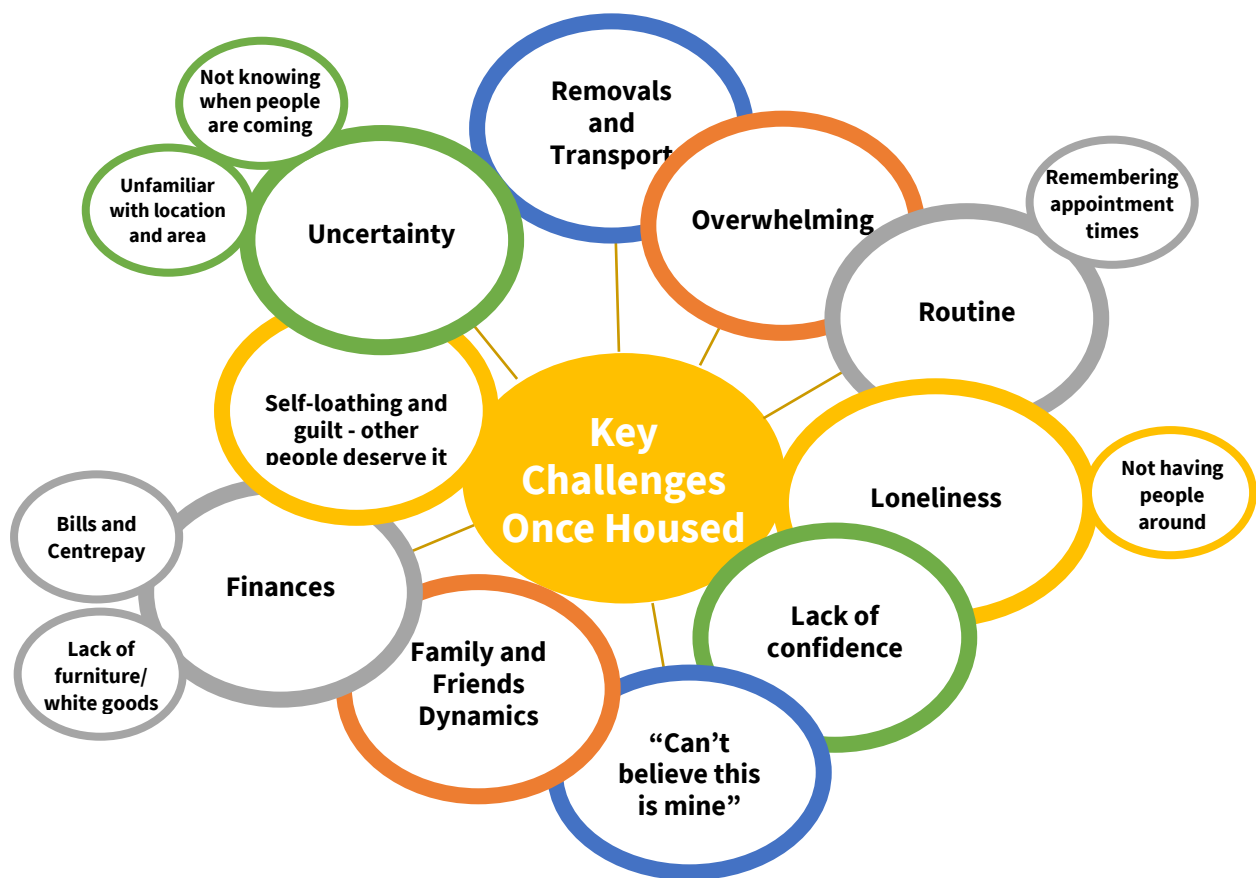 Not knowing
when people
are coming
Unfamiliar
with location
and area
Uncertainty
Removals
and
Transport
Overwhelming
Remembering
appointment
times
Routine
Self-loathing and
guilt - other
people deserve it
Key
Challenges
Once Housed
Loneliness
Not having
people
around
Bills and
Centrepay
Finances
Lack of
furniture/
white goods
Family and
Friends
Dynamics
Lack of
confidence
“Can’t
believe this
is mine”